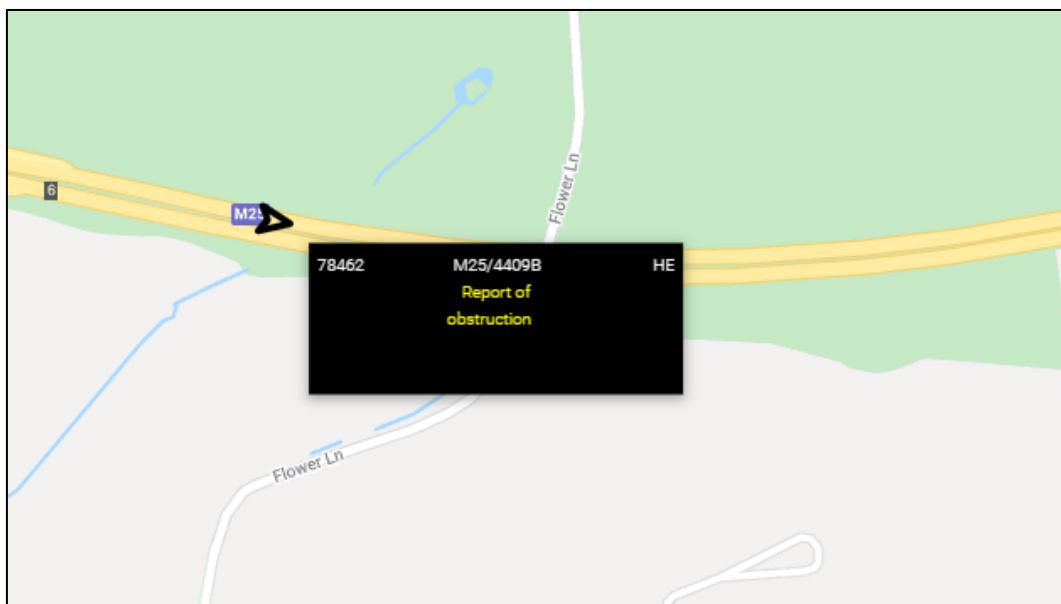 Flower Ln
6
M25
78462 M25/4409B HE
Report of
obstruction
Flower Ln